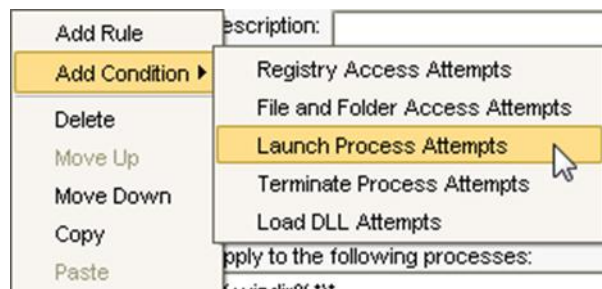 Add Rule
Add Condition
Delete
Move Up
Move Down
Copy
Paste
escription:
Registry Access Attempts
File and Folder Access Attempts
Launch Process Attempts
Terminate Process Attempts
Load DLL Attempts
pply to the following processes: